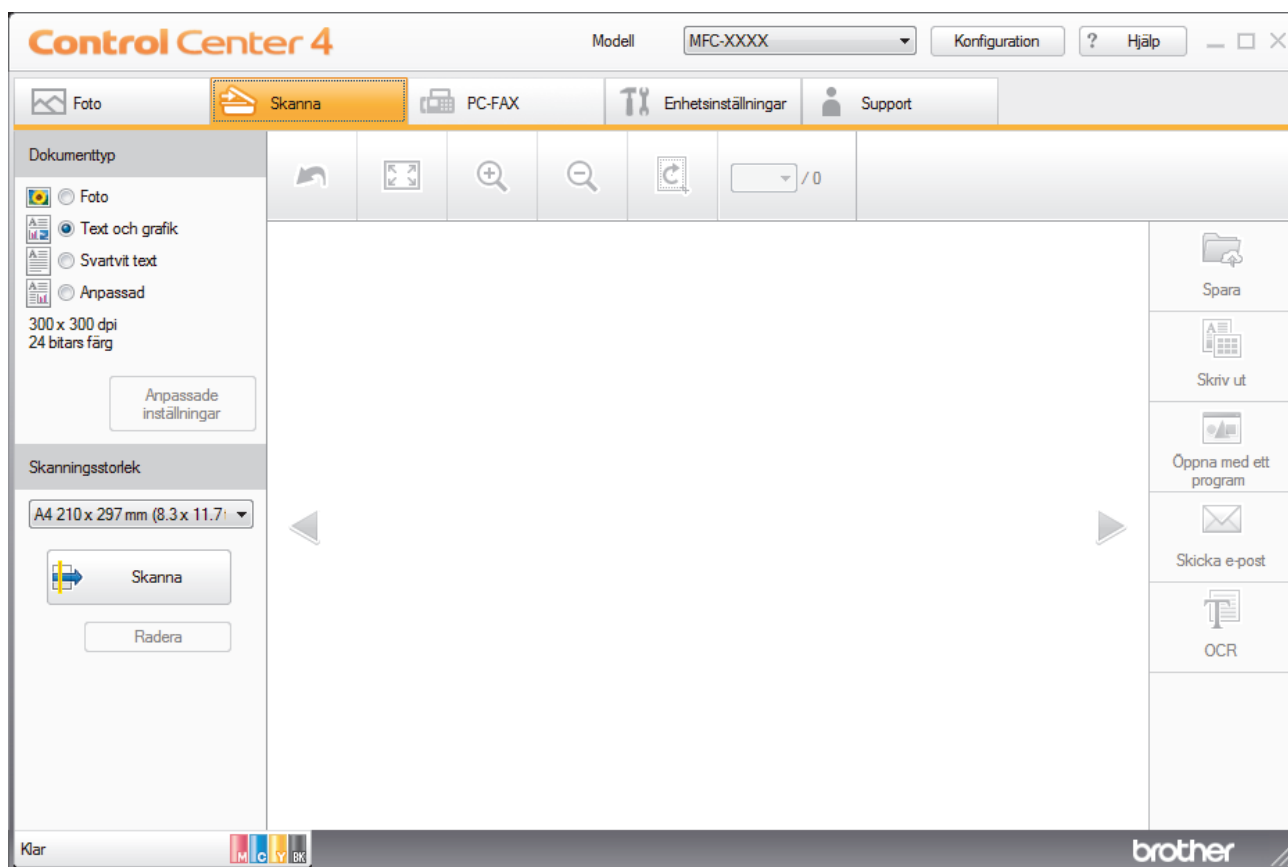 Control Center 4
Modell
MFC-XXXX
Konfiguration
? Hjälp
Foto
Skanna
PC-FAX
Enhetsinställningar
Support
Dokumenttyp
Foto
Text och grafik
Svartvit text
Anpassad
300 x 300 dpi
24 bitars färg
Anpassade
inställningar
Skanningsstorlek
A4 210 x 297 mm (8.3 x 11.7
Skanna
Radera
/ 0
Spara
Skriv ut
Öppna med ett
program
Skicka e-post
OCR
Klar
M C Y BK
brother